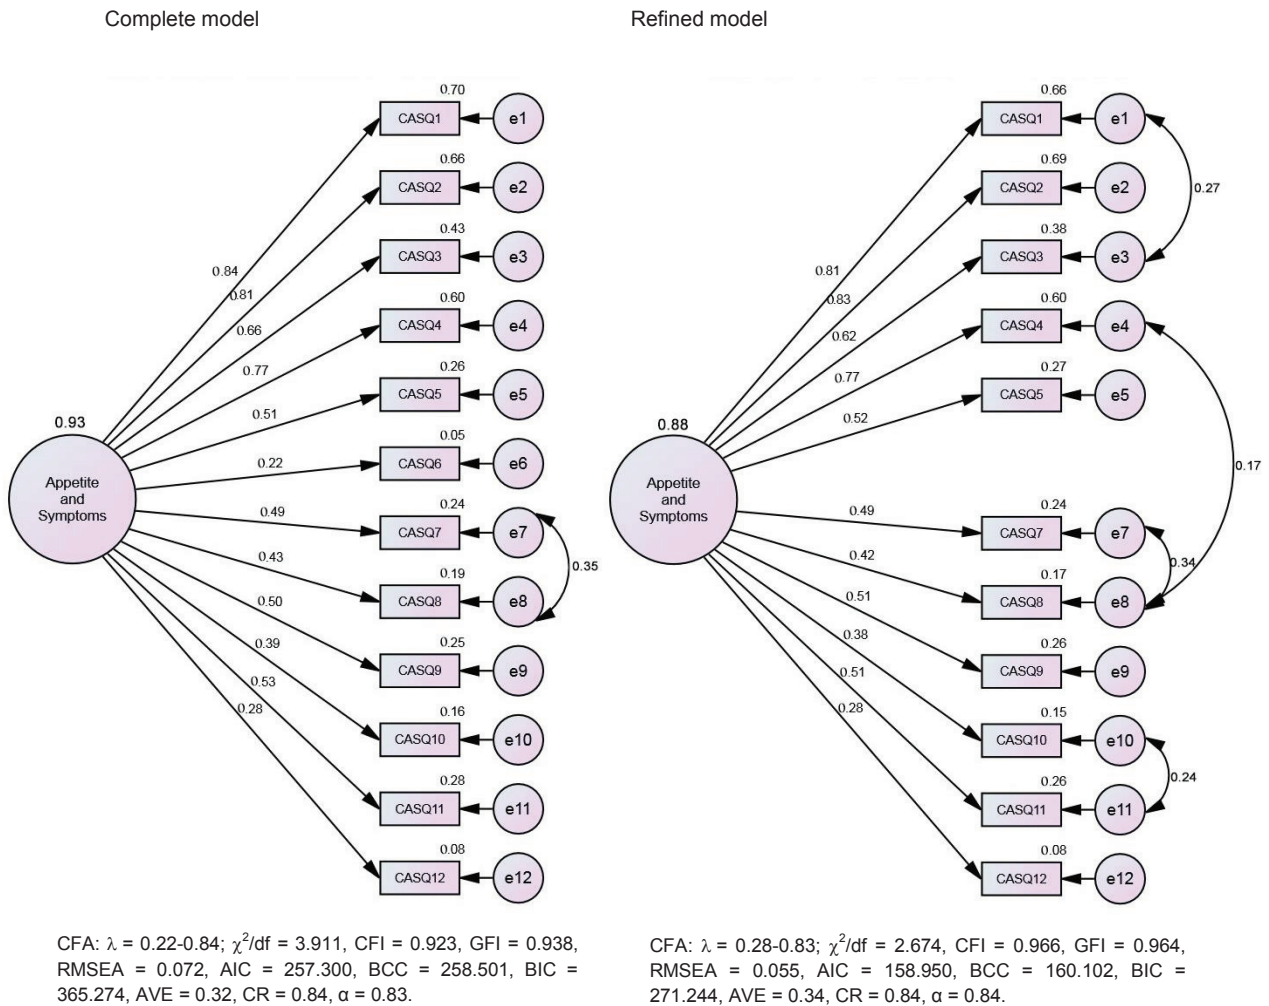 Complete model
Refined model
0.70
CASQ1
e1
0.66
CASQ2
e2
0.43
CASQ3
e3
0.60
CASQ4
e4
0.26
CASQ5
e5
0.05
CASQ6
e6
0.24
CASQ7
e7
0.19
CASQ8
e8
0.25
CASQ9
e9
0.16
CASQ10
e10
0.28
CASQ11
e11
0.08
CASQ12
e12
0.84
0.81
0.66
0.77
0.51
0.22
0.49
0.43
0.50
0.39
0.53
0.28
0.35
0.93
Appetite
and
Symptoms
CFA: λ = 0.22-0.84; χ²/df = 3.911, CFI = 0.923, GFI = 0.938,
RMSEA = 0.072, AIC = 257.300, BCC = 258.501, BIC =
365.274, AVE = 0.32, CR = 0.84, α = 0.83.
0.66
CASQ1
e1
0.69
CASQ2
e2
0.38
CASQ3
e3
0.60
CASQ4
e4
0.27
CASQ5
e5
0.24
CASQ7
e7
0.17
CASQ8
e8
0.26
CASQ9
e9
0.15
CASQ10
e10
0.26
CASQ11
e11
0.08
CASQ12
e12
0.81
0.83
0.62
0.77
0.52
0.49
0.42
0.51
0.38
0.51
0.28
0.27
0.17
0.34
0.24
0.88
Appetite
and
Symptoms
CFA: λ = 0.28-0.83; χ²/df = 2.674, CFI = 0.966, GFI = 0.964,
RMSEA = 0.055, AIC = 158.950, BCC = 160.102, BIC =
271.244, AVE = 0.34, CR = 0.84, α = 0.84.